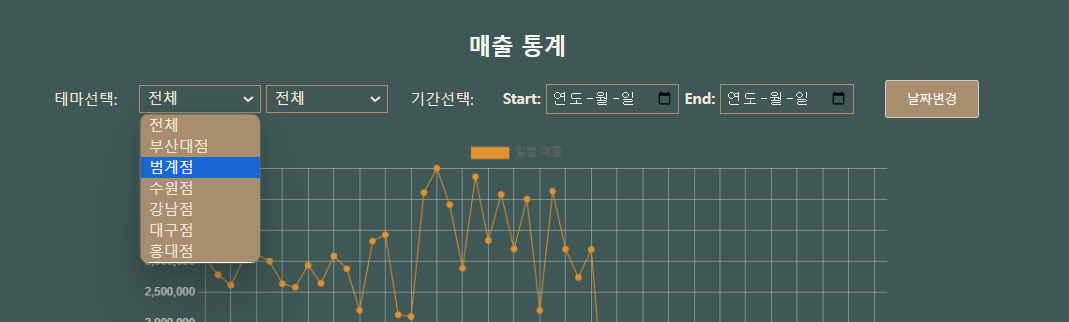 매출 통계
테마선택: 전체 전체 기간선택: Start: 연도-월-일 End: 연도-월-일 날짜변경
전체
부산대점
범계점
수원점
강남점
대구점
홍대점
일별 매출
2,500,000